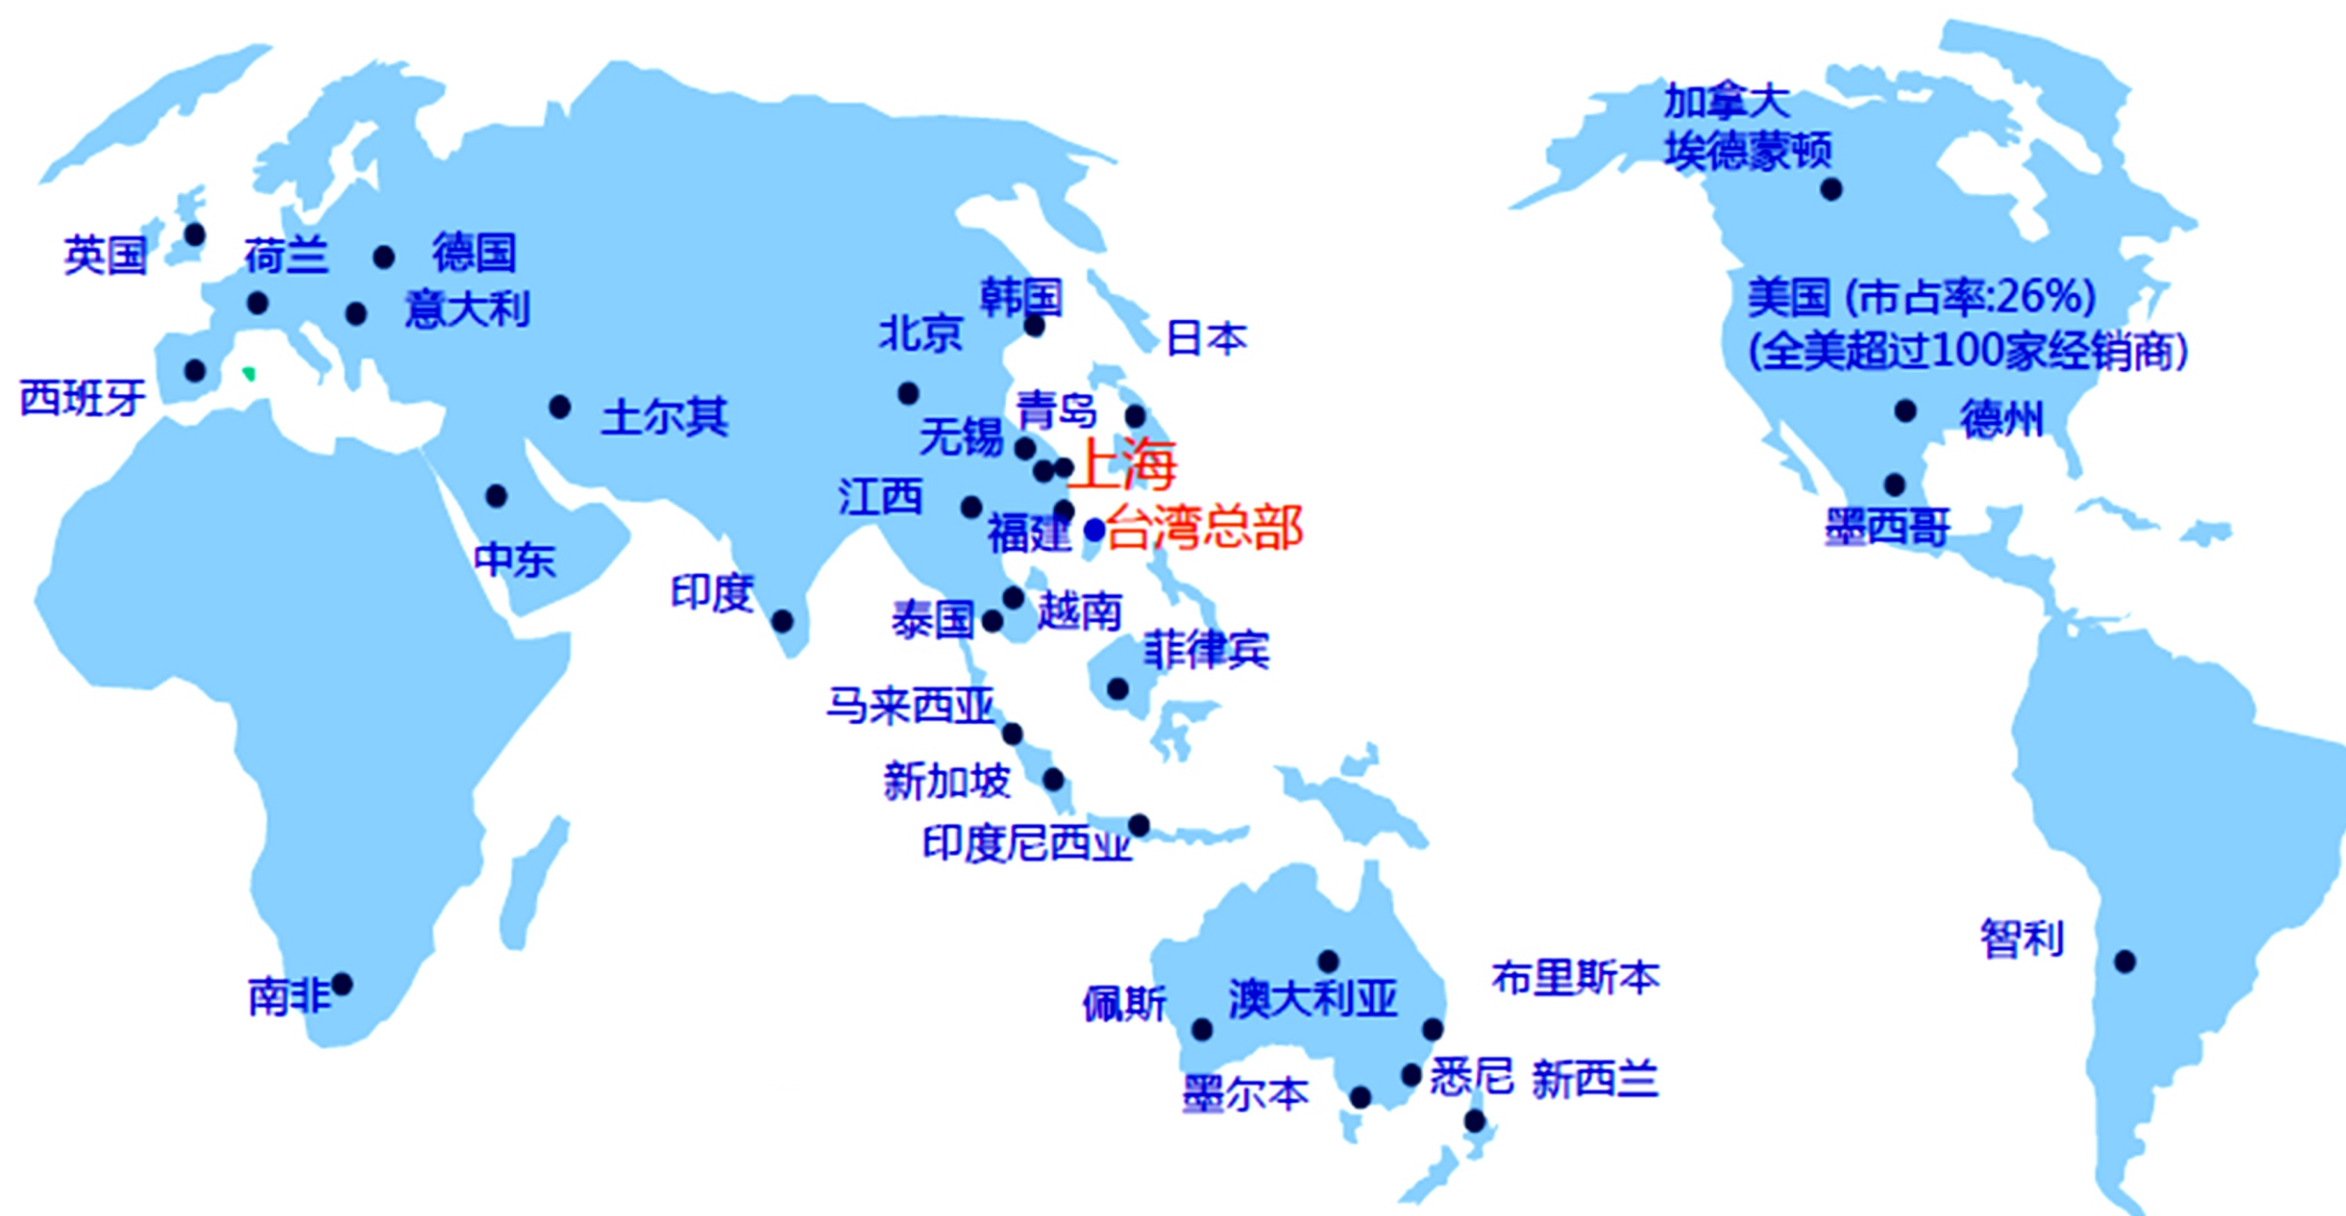 加拿大
埃德蒙顿
英国
荷兰
德国
意大利
韩国
北京
日本
美国 (市占率:26%)
(全美超过100家经销商)
西班牙
土尔其
青岛
无锡
德州
上海
江西
福建
台湾总部
墨西哥
中东
印度
泰国
越南
菲律宾
马来西亚
新加坡
印度尼西亚
智利
南非
佩斯
澳大利亚
布里斯本
墨尔本
悉尼
新西兰